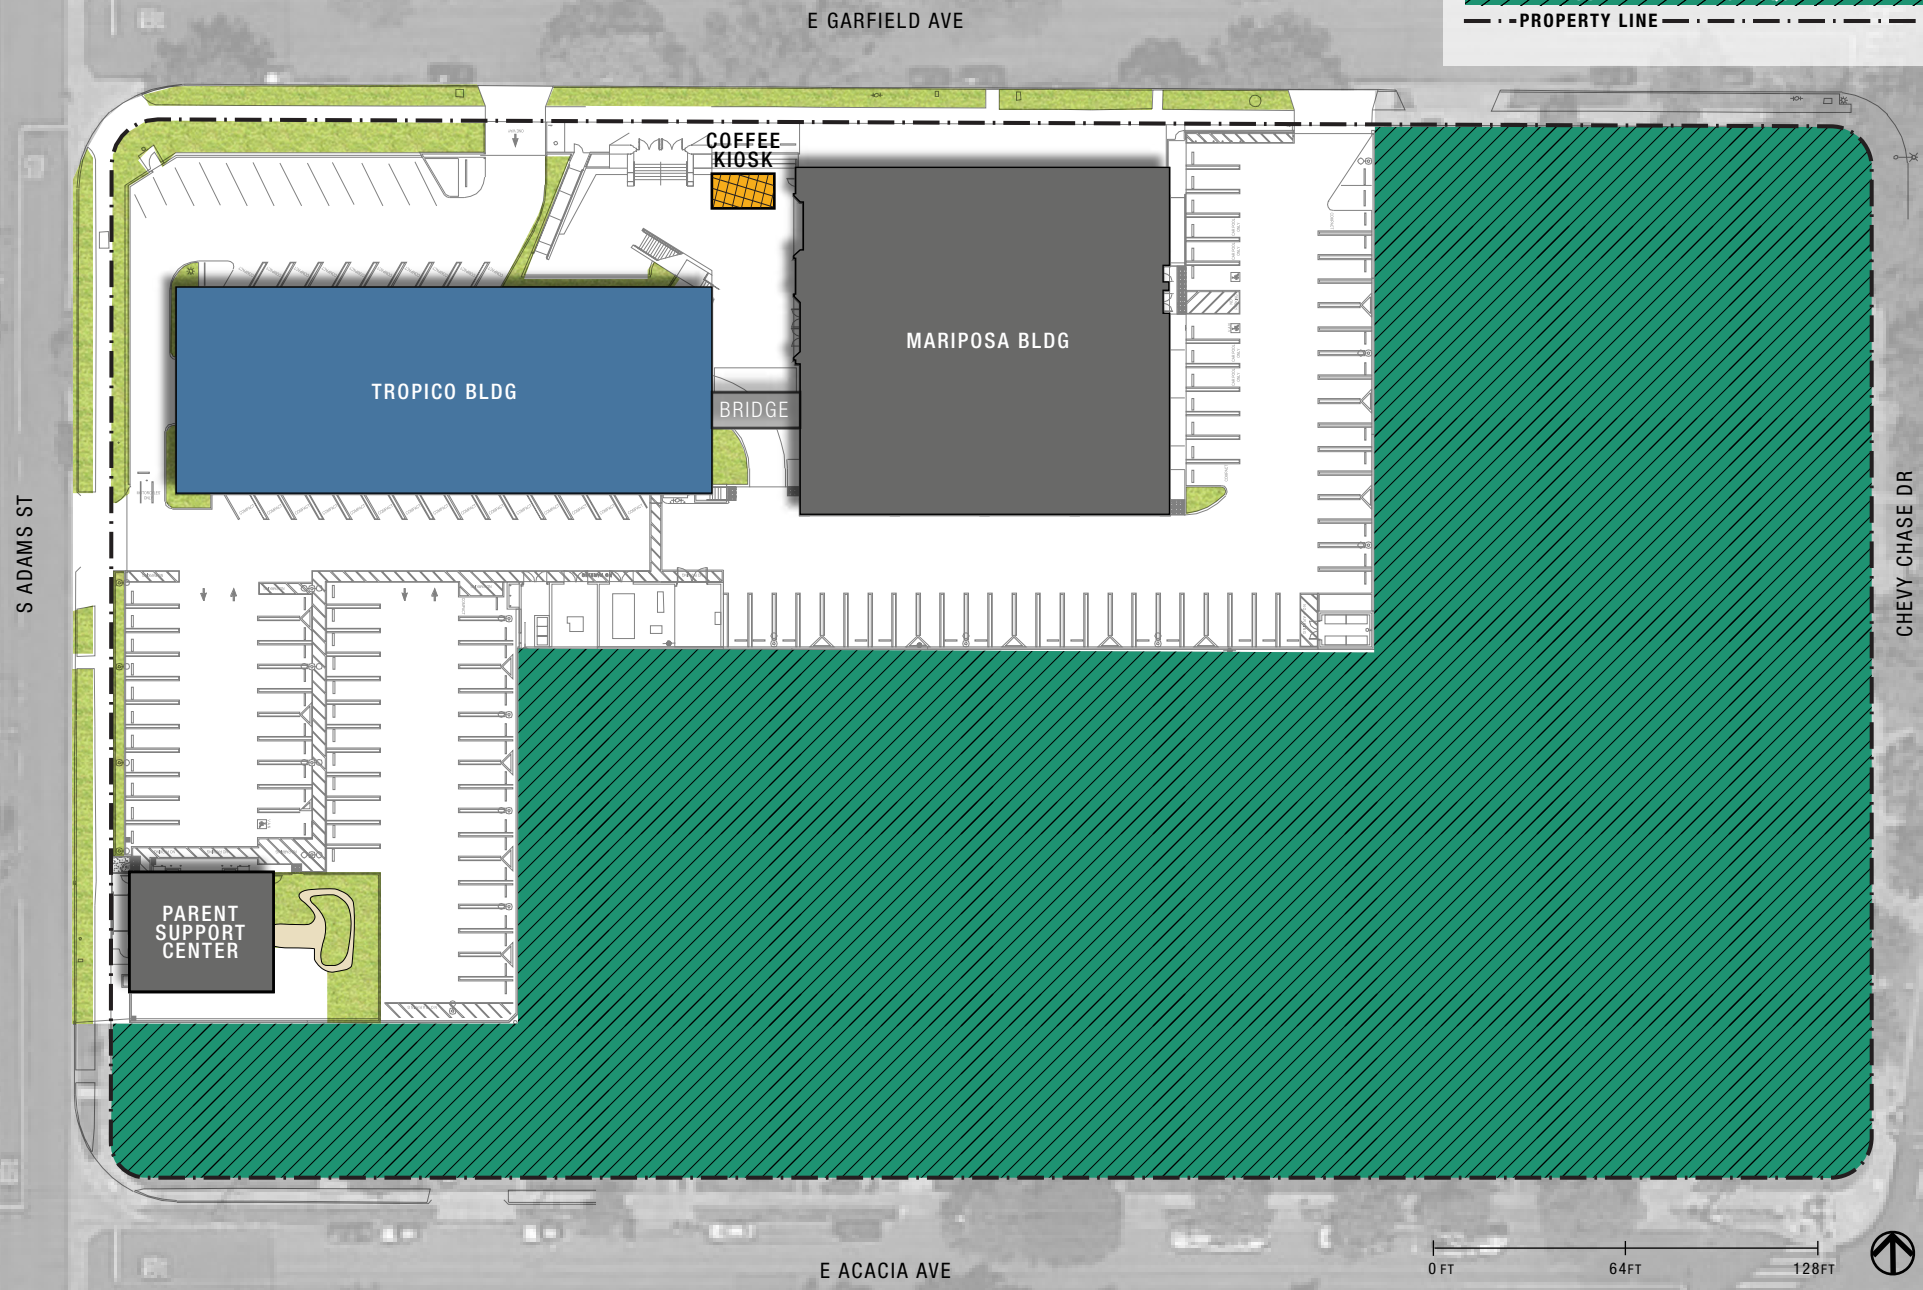 E GARFIELD AVE
PROPERTY LINE
COFFEE
KIOSK
MARIPOSA BLDG
TROPICO BLDG
BRIDGE
S ADAMS ST
CHEVY CHASE DR
PARENT
SUPPORT
CENTER
E ACACIA AVE
0 FT
64FT
128FT